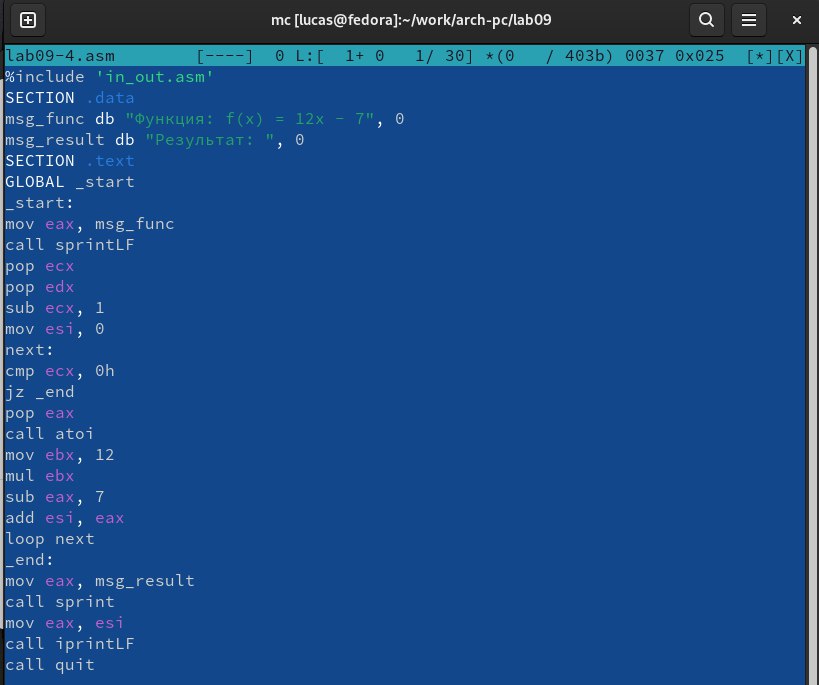 mc [lucas@fedora]:~/work/arch-pc/lab09
lab09-4.asm [----] 0 L:[ 1+ 0 1/ 30] *(0 / 403b) 0037 0x025 [*][X]
%include 'in_out.asm'
SECTION .data
msg_func db "Функция: f(x) = 12x - 7", 0
msg_result db "Результат: ", 0
SECTION .text
GLOBAL _start
_start:
mov eax, msg_func
call sprintLF
pop ecx
pop edx
sub ecx, 1
mov esi, 0
next:
cmp ecx, 0h
jz _end
pop eax
call atoi
mov ebx, 12
mul ebx
sub eax, 7
add esi, eax
loop next
_end:
mov eax, msg_result
call sprint
mov eax, esi
call iprintLF
call quit